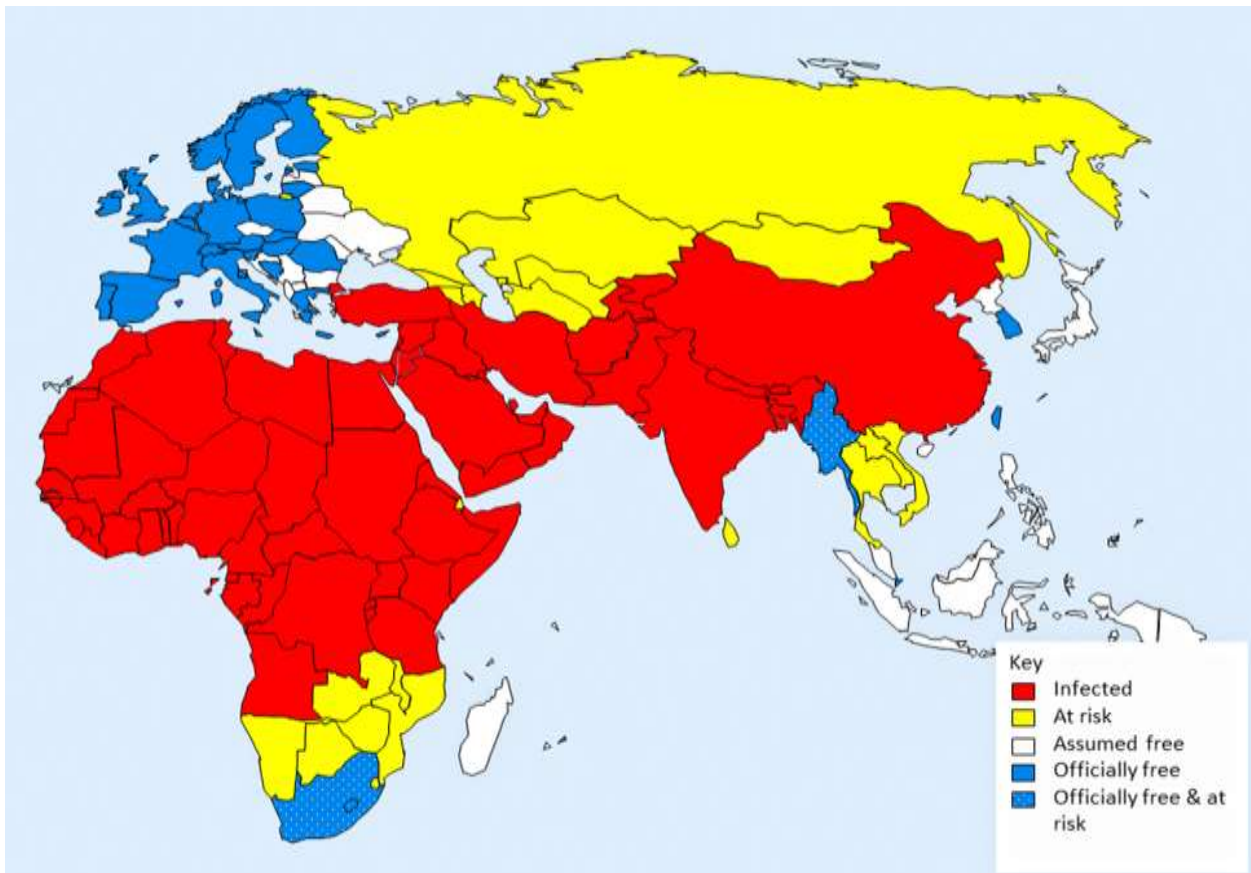 Key
Infected
At risk
Assumed free
Officially free
Officially free & at
risk